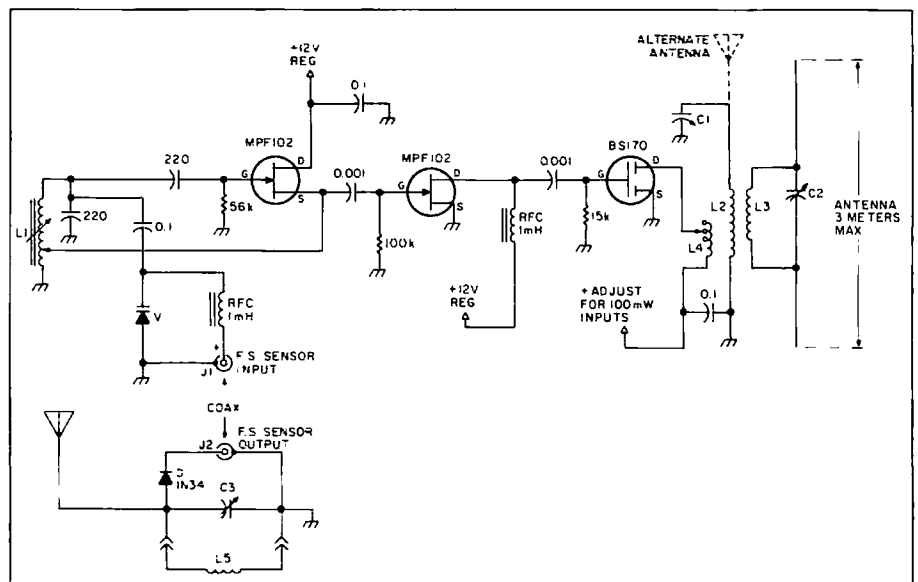 ALTERNATE
ANTENNA
+12V
REG
0.1
C1
MPF102
D
G
S
220
56k
0.001
MPF102
D
G
S
100k
0.001
BS170
D
G
S
15k
RFC
1mH
+12V
REG
L1
220
0.1
L2
L3
C2
L4
ANTENNA
3 METERS
MAX
+ ADJUST
FOR 100mW
INPUTS
0.1
V
RFC
1mH
+
J1
F.S. SENSOR
INPUT
COAX
J2
F.S. SENSOR
OUTPUT
D
1N34
C3
L5